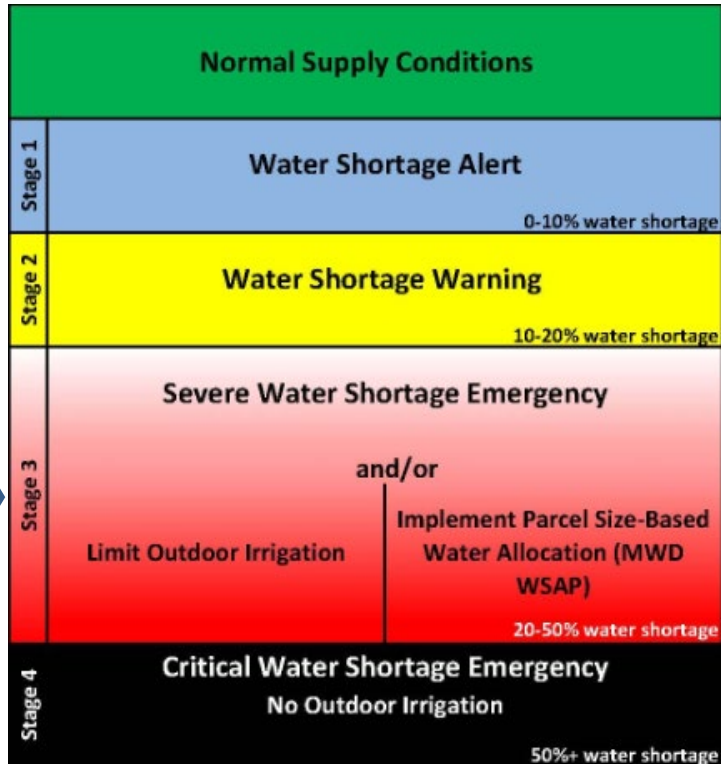 Normal Supply Conditions
Stage 1
Water Shortage Alert
0-10% water shortage
Stage 2
Water Shortage Warning
10-20% water shortage
Stage 3
Severe Water Shortage Emergency
and/or
Limit Outdoor Irrigation
Implement Parcel Size-Based
Water Allocation (MWD
WSAP)
20-50% water shortage
Stage 4
Critical Water Shortage Emergency
No Outdoor Irrigation
50%+ water shortage